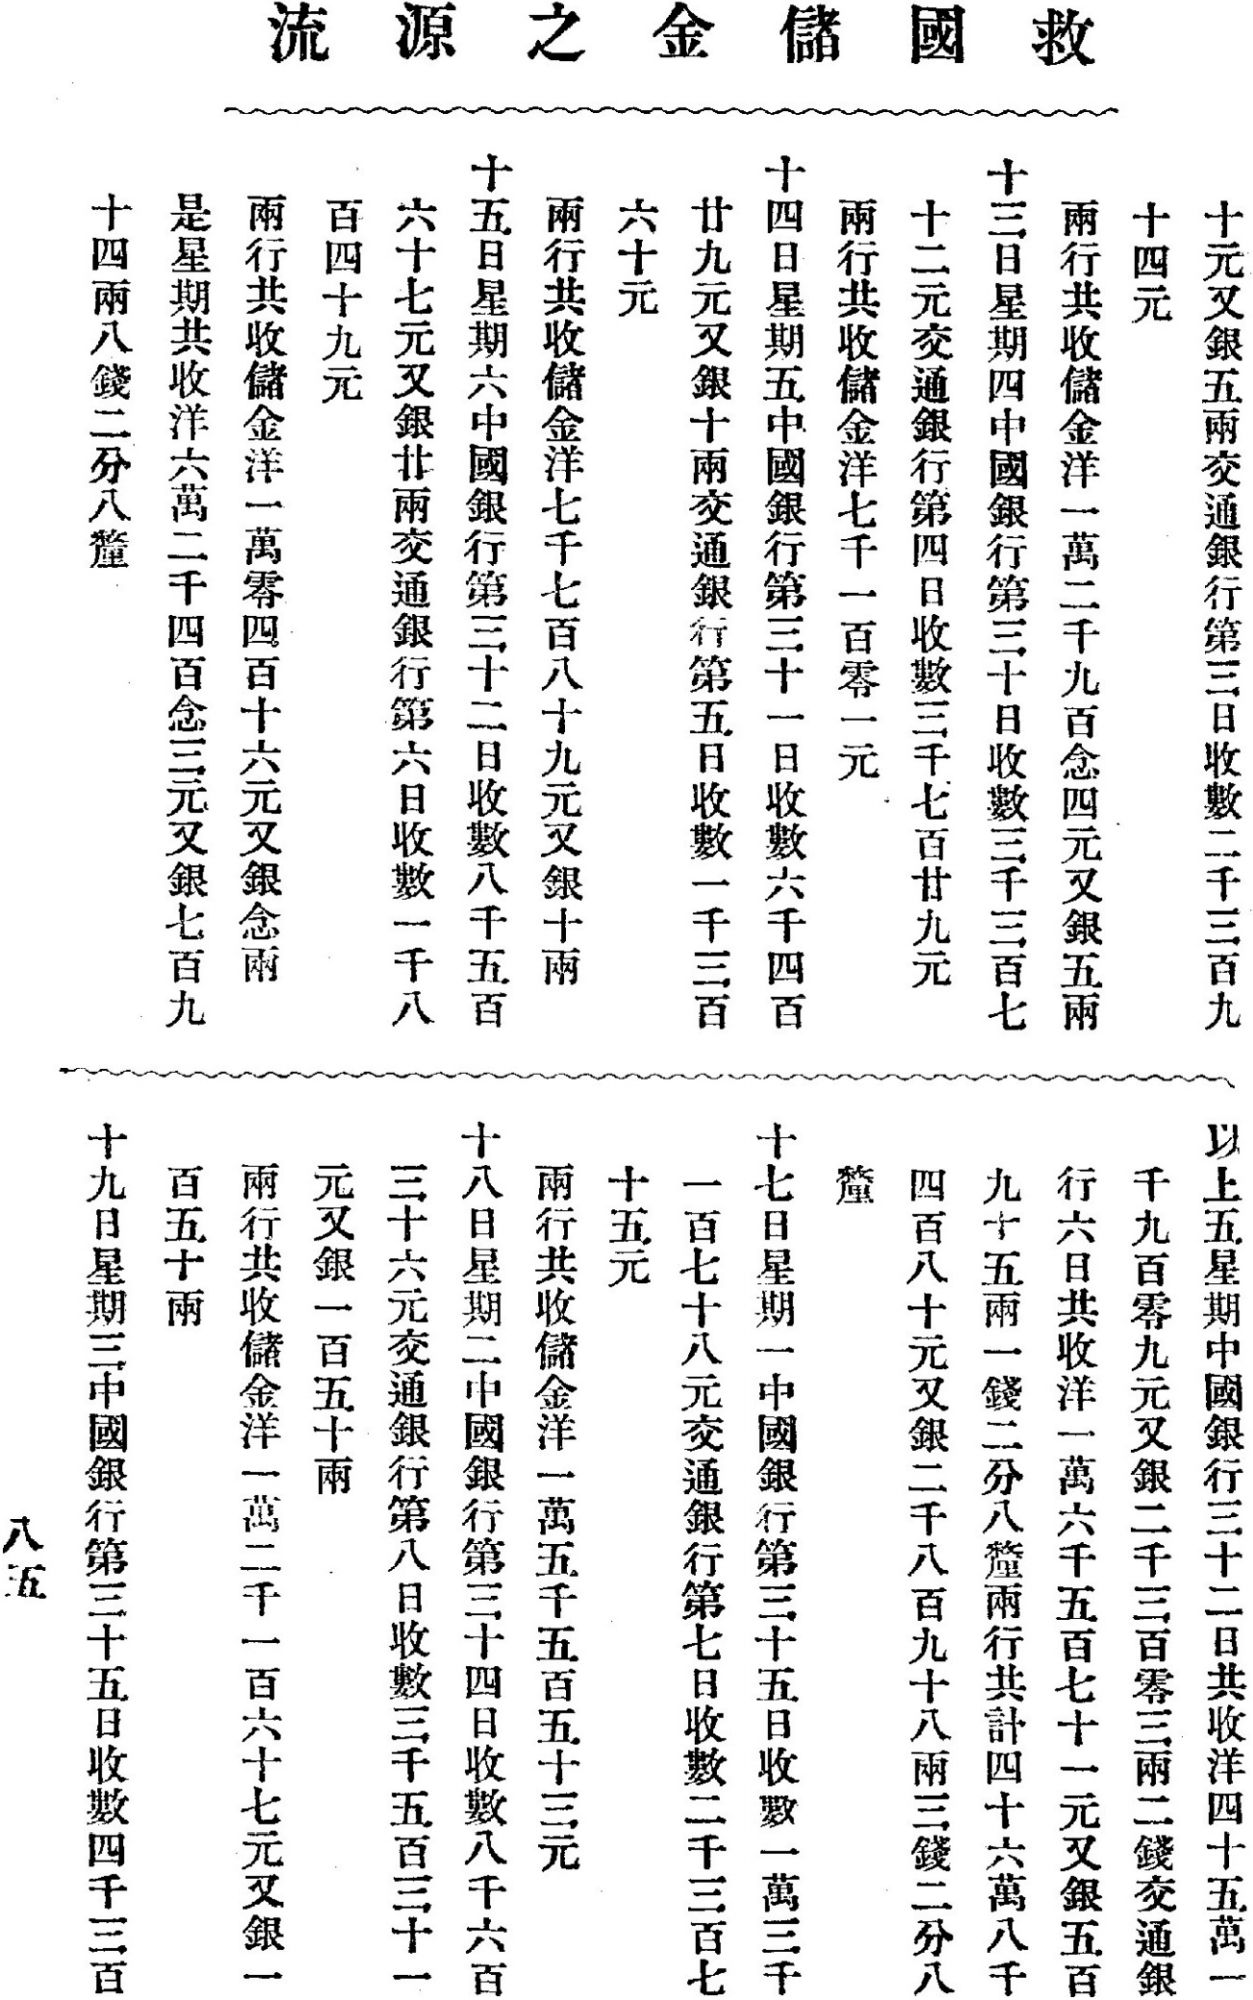 救國儲金之源流
十元又銀五兩交通銀行第三日收數二千三百九
十四元
兩行共收儲金洋一萬二千九百念四元又銀五兩
十三日星期四中國銀行第三十日收數三千三百七
十二元交通銀行第四日收數三千七百廿九元
兩行共收儲金洋七千一百零一元
十四日星期五中國銀行第三十一日收數六千四百
廿九元又銀十兩交通銀行第五日收數一千三百
六十元
兩行共收儲金洋七千七百八十九元又銀十兩
十五日星期六中國銀行第三十二日收數八千五百
六十七元又銀廿兩交通銀行第六日收數一千八
百四十九元
兩行共收儲金洋一萬零四百十六元又銀念兩
是星期共收洋六萬二千四百念三元又銀七百九
十四兩八錢二分八釐
以上五星期中國銀行三十二日共收洋四十五萬一
千九百零九元又銀二千三百零三兩二錢交通銀
行六日共收洋一萬六千五百七十一元又銀五百
九十五兩一錢二分八釐兩行共計四十六萬八千
四百八十元又銀二千八百九十八兩三錢二分八
釐
十七日星期一中國銀行第三十五日收數一萬三千
一百七十八元交通銀行第七日收數二千三百七
十五元
兩行共收儲金洋一萬五千五百五十三元
十八日星期二中國銀行第三十四日收數八千六百
三十六元交通銀行第八日收數三千五百三十一
元又銀一百五十兩
兩行共收儲金洋一萬二千一百六十七元又銀一
百五十兩
十九日星期三中國銀行第三十五日收數四千三百
八五